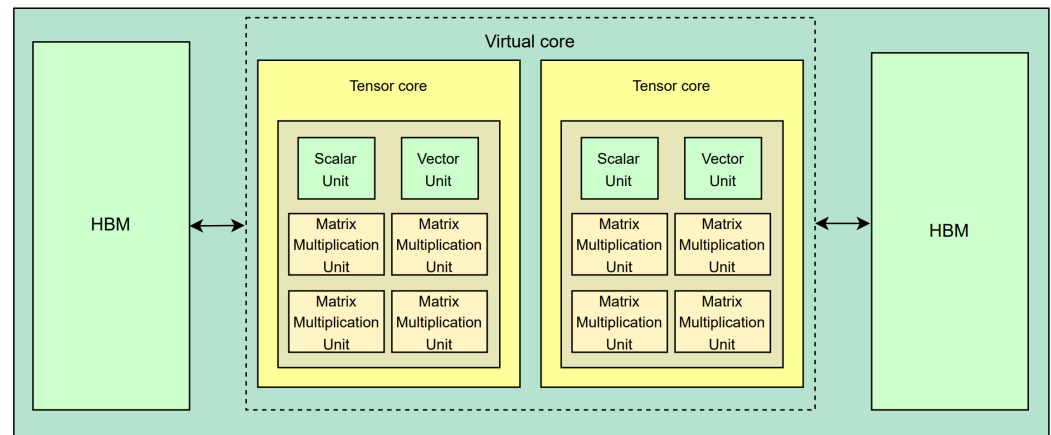 Virtual core
Tensor core
Tensor core
Scalar
Unit
Vector
Unit
Scalar
Unit
Vector
Unit
HBM
Matrix
Multiplication
Unit
Matrix
Multiplication
Unit
Matrix
Multiplication
Unit
Matrix
Multiplication
Unit
HBM
Matrix
Multiplication
Unit
Matrix
Multiplication
Unit
Matrix
Multiplication
Unit
Matrix
Multiplication
Unit